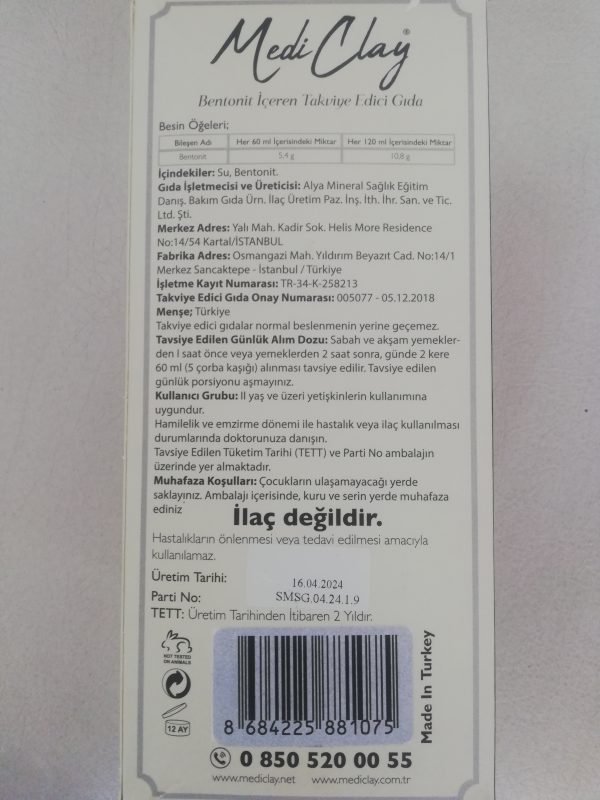 Medi Clay®
Bentonit İçeren Takviye Edici Gıda
Besin Öğeleri;
Bileşen Adı Her 60 ml İçerisindeki Miktar Her 120 ml İçerisindeki Miktar
Bentonit 5,4 g 10,8 g
İçindekiler: Su, Bentonit.
Gıda İşletmecisi ve Üreticisi: Alya Mineral Sağlık Eğitim
Danış. Bakım Gıda Ürn. İlaç Üretim Paz. İnş. İth. İhr. San. ve Tic.
Ltd. Şti.
Merkez Adres: Yalı Mah. Kadir Sok. Helis More Residence
No:14/54 Kartal/İSTANBUL
Fabrika Adres: Osmangazi Mah. Yıldırım Beyazıt Cad. No:14/1
Merkez Sancaktepe - İstanbul / Türkiye
İşletme Kayıt Numarası: TR-34-K-258213
Takviye Edici Gıda Onay Numarası: 005077 - 05.12.2018
Menşe; Türkiye
Takviye edici gıdalar normal beslenmenin yerine geçemez.
Tavsiye Edilen Günlük Alım Dozu: Sabah ve akşam yemekler-
den 1 saat önce veya yemeklerden 2 saat sonra, günde 2 kere
60 ml (5 çorba kaşığı) alınması tavsiye edilir. Tavsiye edilen
günlük porsiyonu aşmayınız.
Kullanıcı Grubu: 11 yaş ve üzeri yetişkinlerin kullanımına
uygundur.
Hamilelik ve emzirme dönemi ile hastalık veya ilaç kullanılması
durumlarında doktorunuza danışın.
Tavsiye Edilen Tüketim Tarihi (TETT) ve Parti No ambalajın
üzerinde yer almaktadır.
Muhafaza Koşulları: Çocukların ulaşamayacağı yerde
saklayınız. Ambalajı içerisinde, kuru ve serin yerde muhafaza
ediniz
İlaç değildir.
Hastalıkların önlenmesi veya tedavi edilmesi amacıyla
kullanılamaz.
Üretim Tarihi: 16.04.2024
Parti No: SMSG.04.24.1.9
TETT: Üretim Tarihinden İtibaren 2 Yıldır.
NOT TESTED
ON ANIMALS
12 AY
8 684225 881075
Made In Turkey
0 850 520 00 55
www.mediclay.net www.mediclay.com.tr